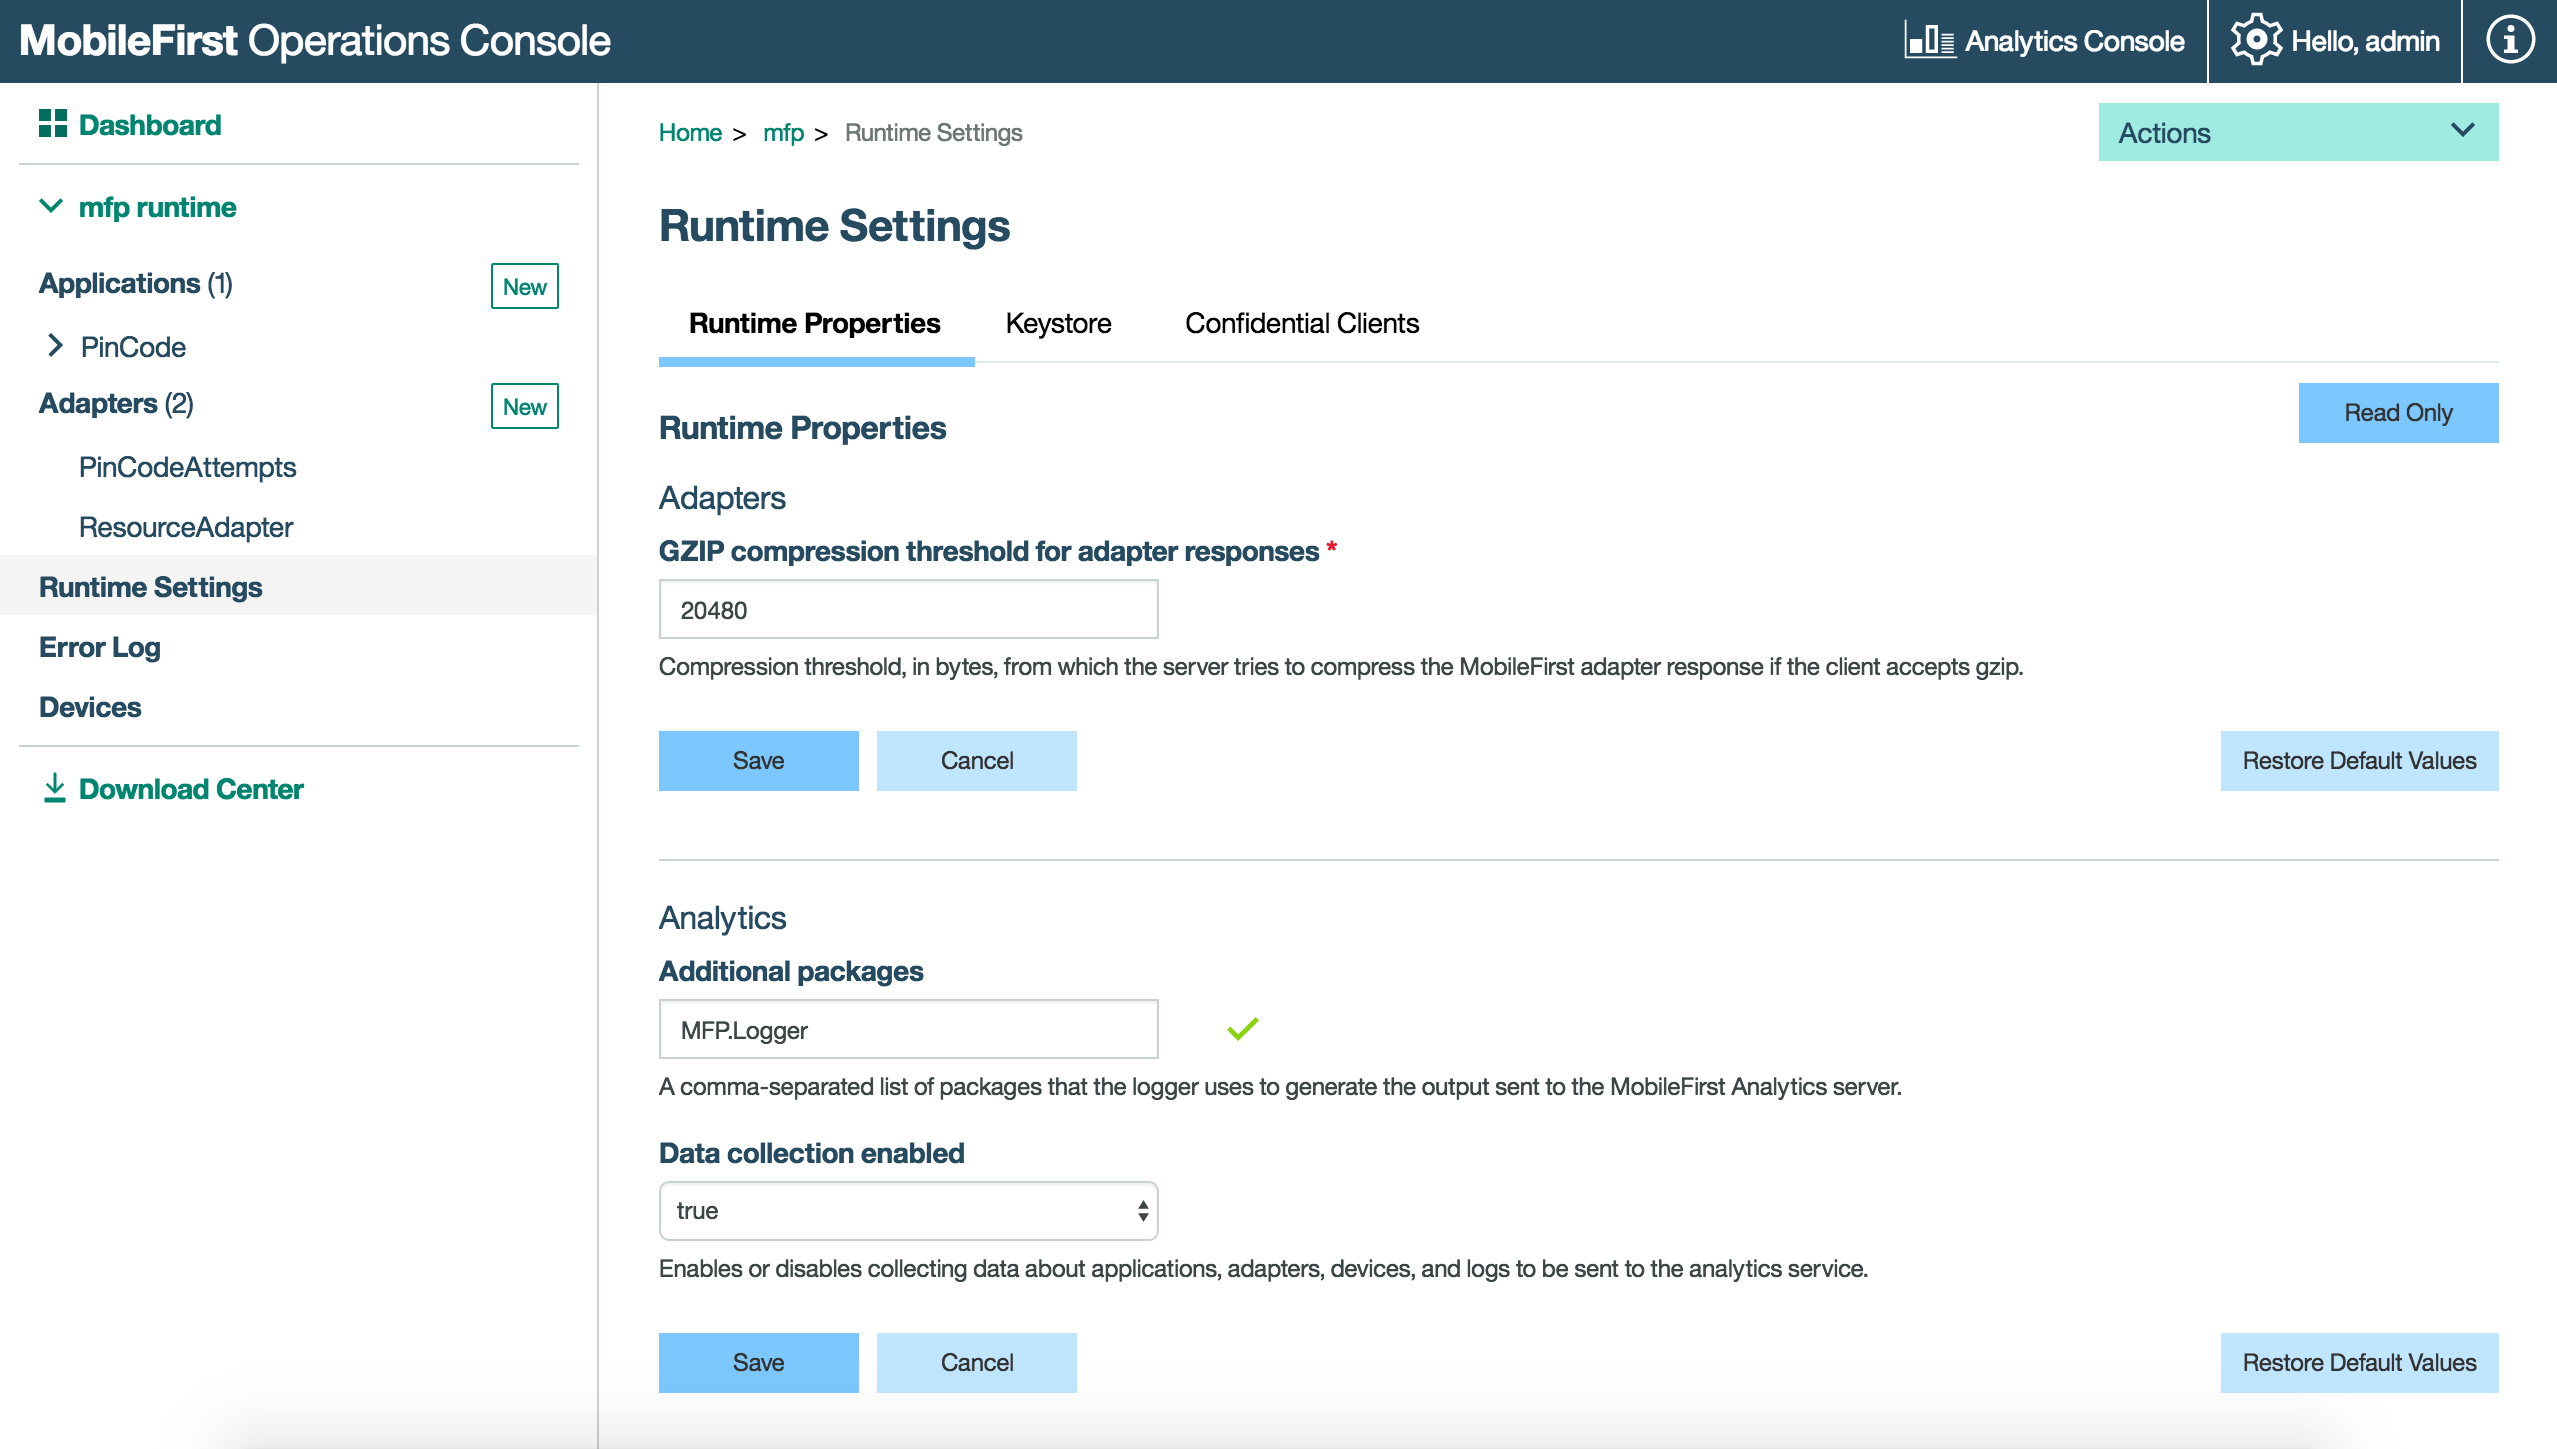 MobileFirst Operations Console
Analytics Console
Hello, admin
Dashboard
mfp runtime
Applications (1)
New
PinCode
Adapters (2)
New
PinCodeAttempts
ResourceAdapter
Runtime Settings
Error Log
Devices
Download Center
Home > mfp > Runtime Settings
Actions
Runtime Settings
Runtime Properties
Keystore
Confidential Clients
Runtime Properties
Read Only
Adapters
GZIP compression threshold for adapter responses *
20480
Compression threshold, in bytes, from which the server tries to compress the MobileFirst adapter response if the client accepts gzip.
Save
Cancel
Restore Default Values
Analytics
Additional packages
MFP.Logger
A comma-separated list of packages that the logger uses to generate the output sent to the MobileFirst Analytics server.
Data collection enabled
true
Enables or disables collecting data about applications, adapters, devices, and logs to be sent to the analytics service.
Save
Cancel
Restore Default Values